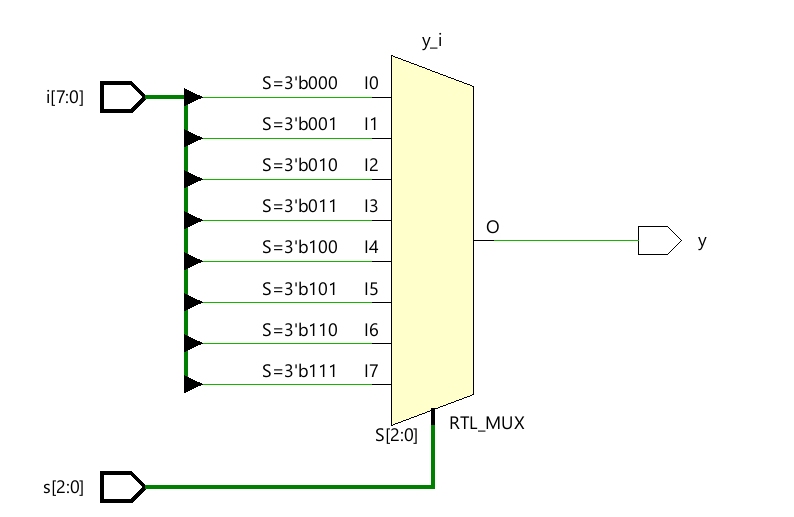 y_i
i[7:0]
S=3'b000 I0
S=3'b001 I1
S=3'b010 I2
S=3'b011 I3
S=3'b100 I4
S=3'b101 I5
S=3'b110 I6
S=3'b111 I7
O
y
S[2:0]
RTL_MUX
s[2:0]